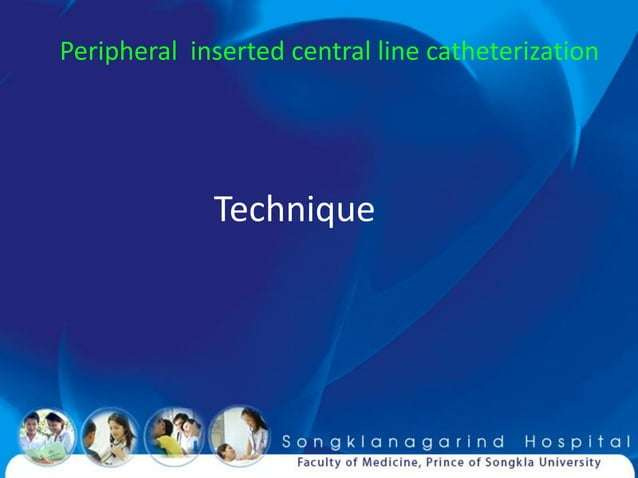 Peripheral inserted central line catheterization
Technique
Songklanagarind Hospital
Faculty of Medicine, Prince of Songkla University